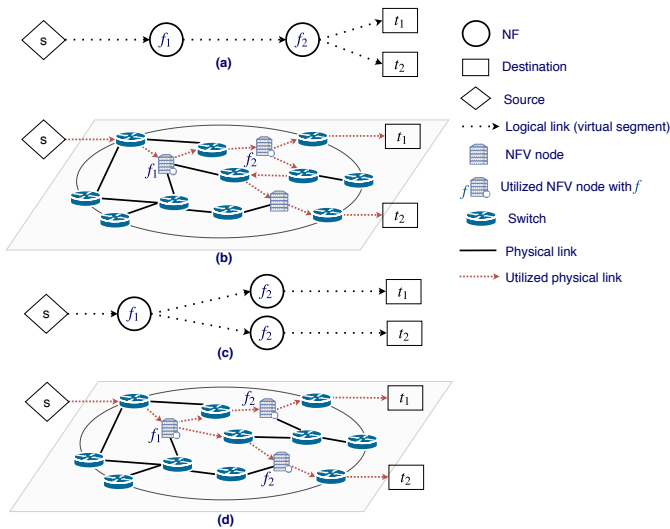 s
f1
f2
t1
t2
(a)
s
f1
f2
t1
t2
(b)
s
f1
f2
f2
t1
t2
(c)
s
f1
f2
f2
t1
t2
(d)
NF
Destination
Source
Logical link (virtual segment)
NFV node
f Utilized NFV node with f
Switch
Physical link
Utilized physical link